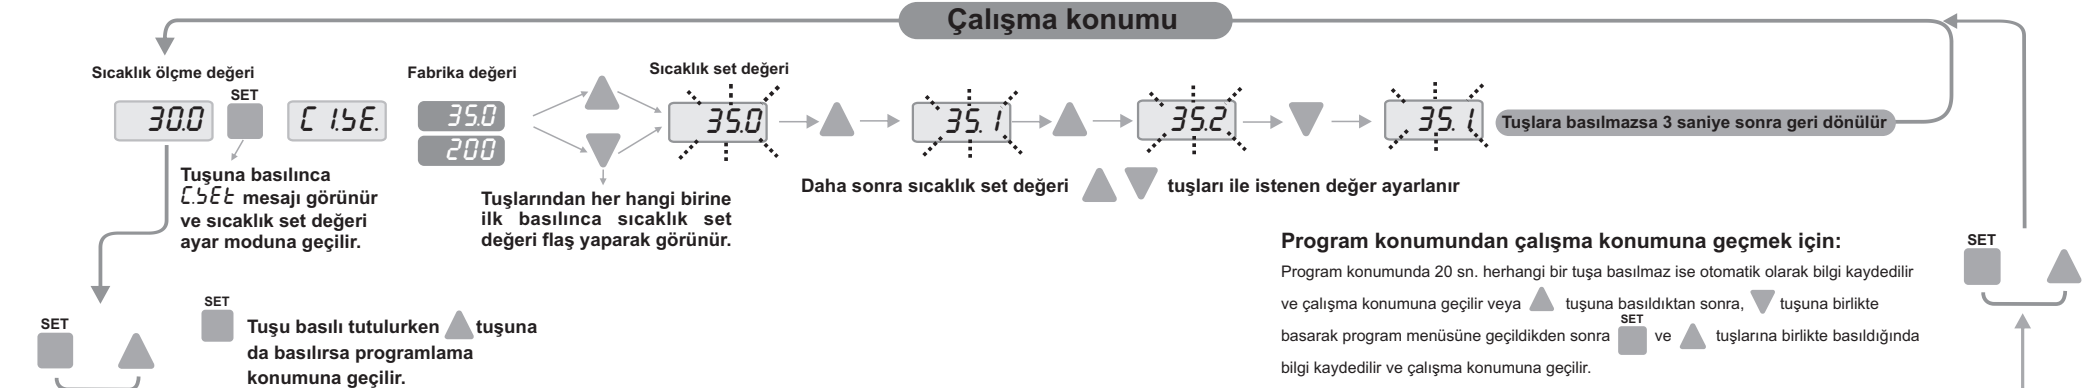 Çalışma konumu
Sıcaklık ölçme değeri
Fabrika değeri
Sıcaklık set değeri
SET
30.0
C 1.SE.
35.0
200
35.0
35.1
35.2
35.1
Tuşlara basılmazsa 3 saniye sonra geri dönülür
Tuşuna basılınca
C.SEt mesajı görünür
ve sıcaklık set değeri
ayar moduna geçilir.
Tuşlarından her hangi birine
ilk basılınca sıcaklık set
değeri flaş yaparak görünür.
Daha sonra sıcaklık set değeri tuşları ile istenen değer ayarlanır
Program konumundan çalışma konumuna geçmek için:
Program konumunda 20 sn. herhangi bir tuşa basılmaz ise otomatik olarak bilgi kaydedilir
ve çalışma konumuna geçilir veya tuşuna basıldıktan sonra, tuşuna birlikte
SET
basarak program menüsüne geçildikden sonra ve tuşlarına birlikte basıldığında
bilgi kaydedilir ve çalışma konumuna geçilir.
SET
SET
SET
Tuşu basılı tutulurken tuşuna
da basılırsa programlama
konumuna geçilir.